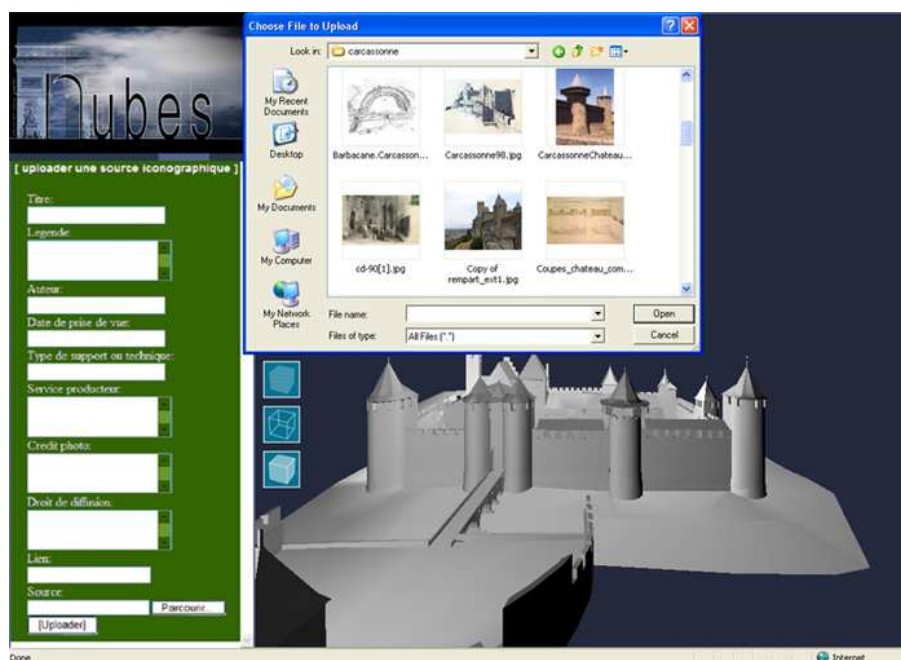 nubes
[ uploader une source iconographique ]
Titre:
Legende:
Auteur:
Date de prise de vue:
Type de support ou technique:
Service producteur:
Credit photo:
Droit de diffusion:
Lien:
Source:
Parcourir...
[Uploader]
Choose File to Upload
Look in:
carcassonne
My Recent
Documents
Desktop
My Documents
My Computer
My Network
Places
Barbacane.Carcasson...
Carcassonne98.jpg
CarcassonneChateau...
cd-90[1].jpg
Copy of
rempart_ext1.jpg
Coupes_chateau_com...
File name:
Open
Files of type:
All Files (*.*)
Cancel
Done
Internet